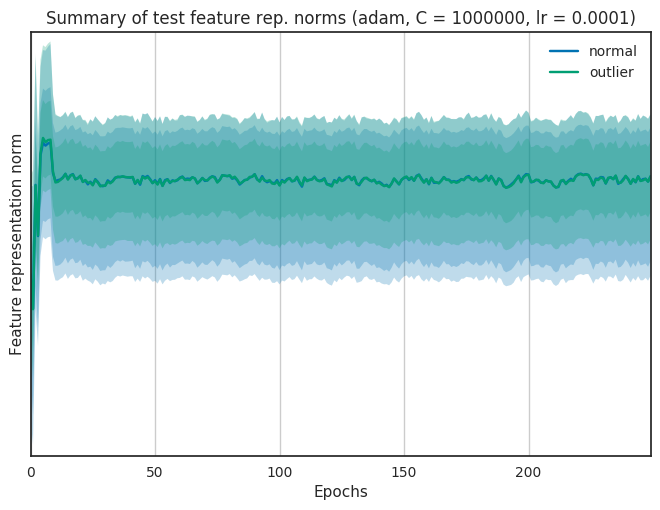 Summary of test feature rep. norms (adam, C = 1000000, lr = 0.0001)
normal
outlier
Feature representation norm
0
50
100
150
200
Epochs